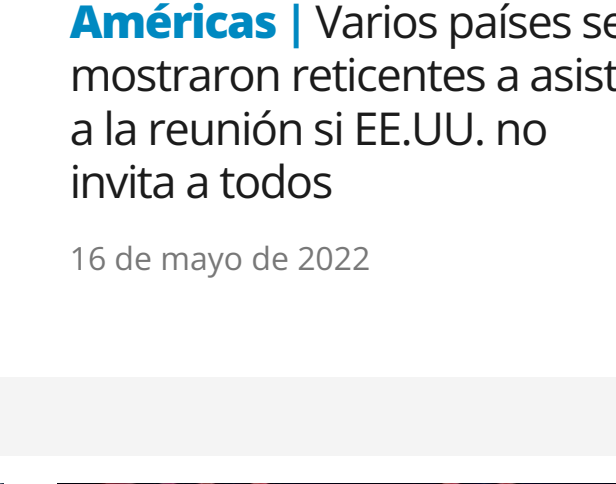 Américas | Varios países se
mostraron reticentes a asist
a la reunión si EE.UU. no
invita a todos
16 de mayo de 2022